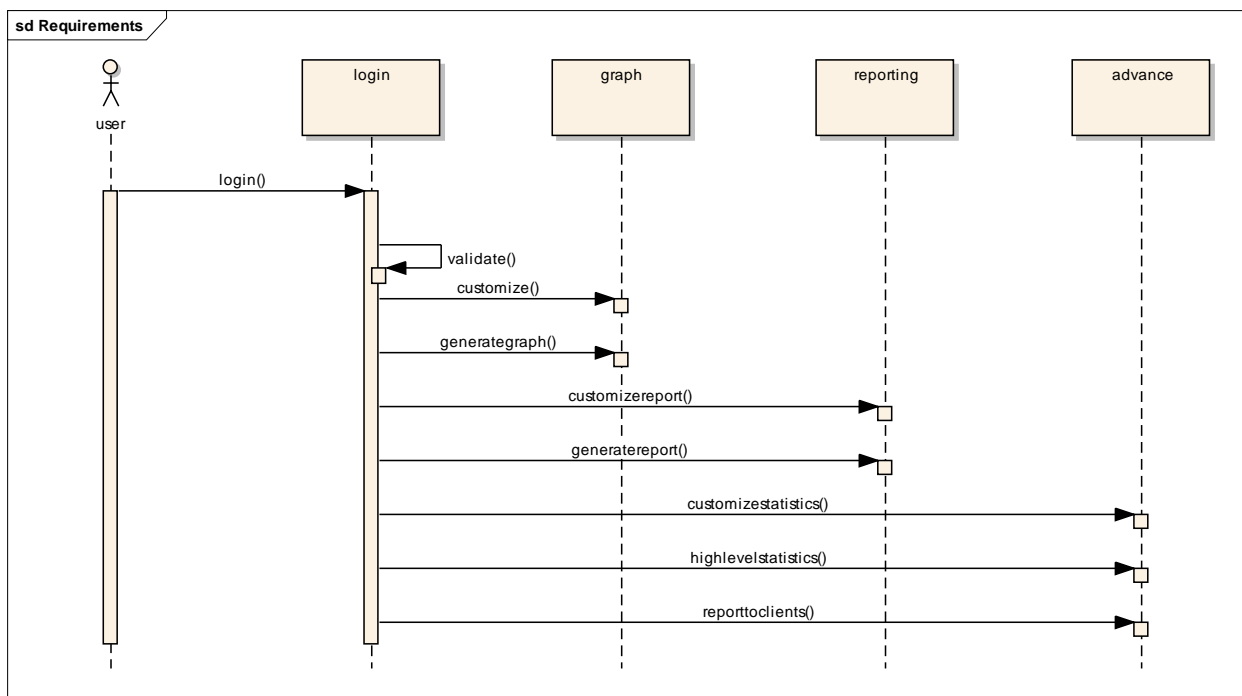 sd Requirements
user
login
graph
reporting
advance
login()
validate()
customize()
generategraph()
customizereport()
generatereport()
customizestatistics()
highlevelstatistics()
reporttoclients()